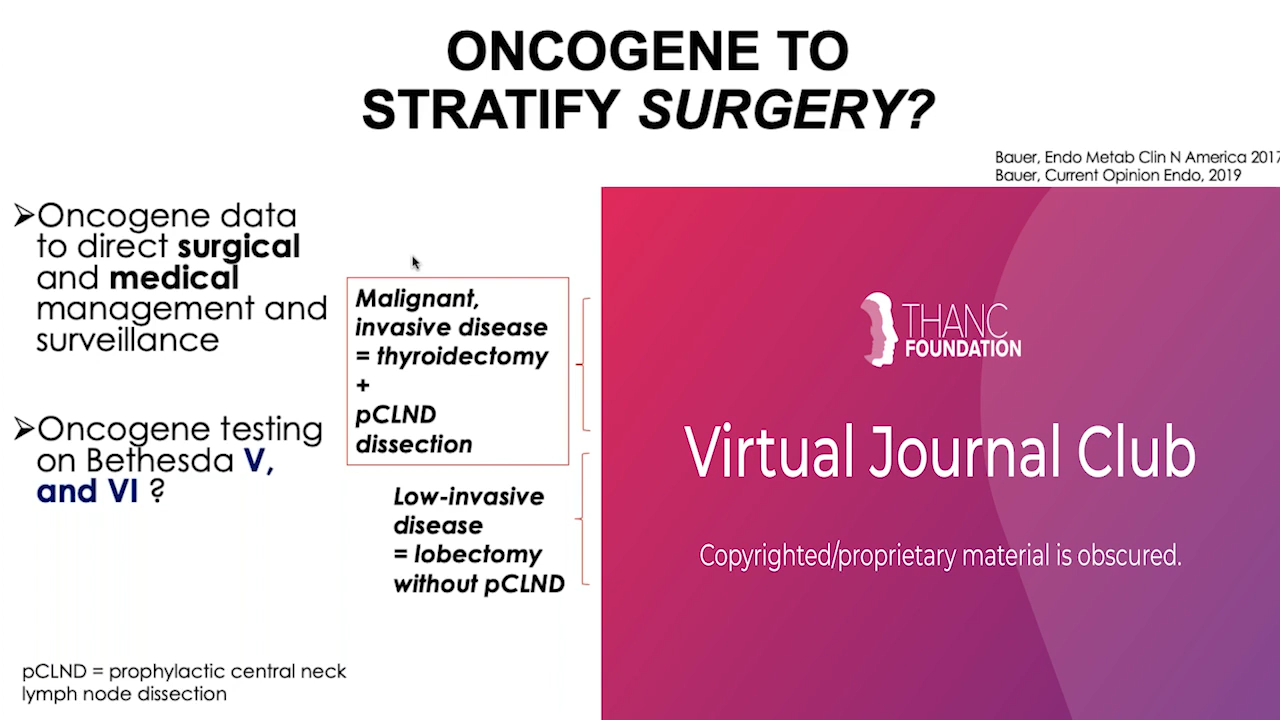 ONCOGENE TO
STRATIFY SURGERY?
Bauer, Endo Metab Clin N America 2017
Bauer, Current Opinion Endo, 2019
➢Oncogene data
to direct surgical
and medical
management and
surveillance
➢Oncogene testing
on Bethesda V,
and VI ?
Malignant,
invasive disease
= thyroidectomy
+
pCLND
dissection
Low-invasive
disease
= lobectomy
without pCLND
THANC
FOUNDATION
Virtual Journal Club
Copyrighted/proprietary material is obscured.
pCLND = prophylactic central neck
lymph node dissection